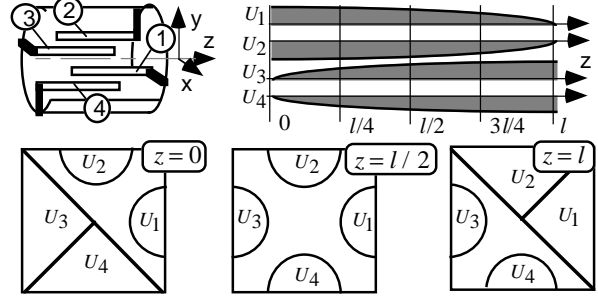 2
3
1
4
y
z
x
U1
U2
U3
U4
z
0 l/4 l/2 3l/4 l
z = 0
U2
U3
U1
U4
z = l / 2
U2
U3
U1
U4
z = l
U2
U3
U1
U4